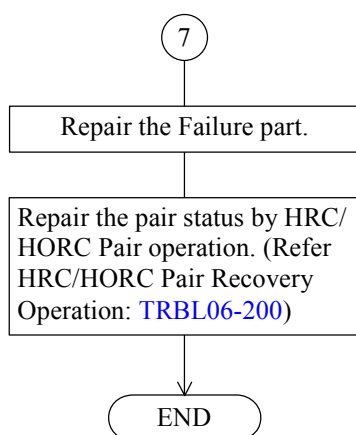 7
Repair the Failure part.
Repair the pair status by HRC/
HORC Pair operation. (Refer
HRC/HORC Pair Recovery
Operation: TRBL06-200)
END